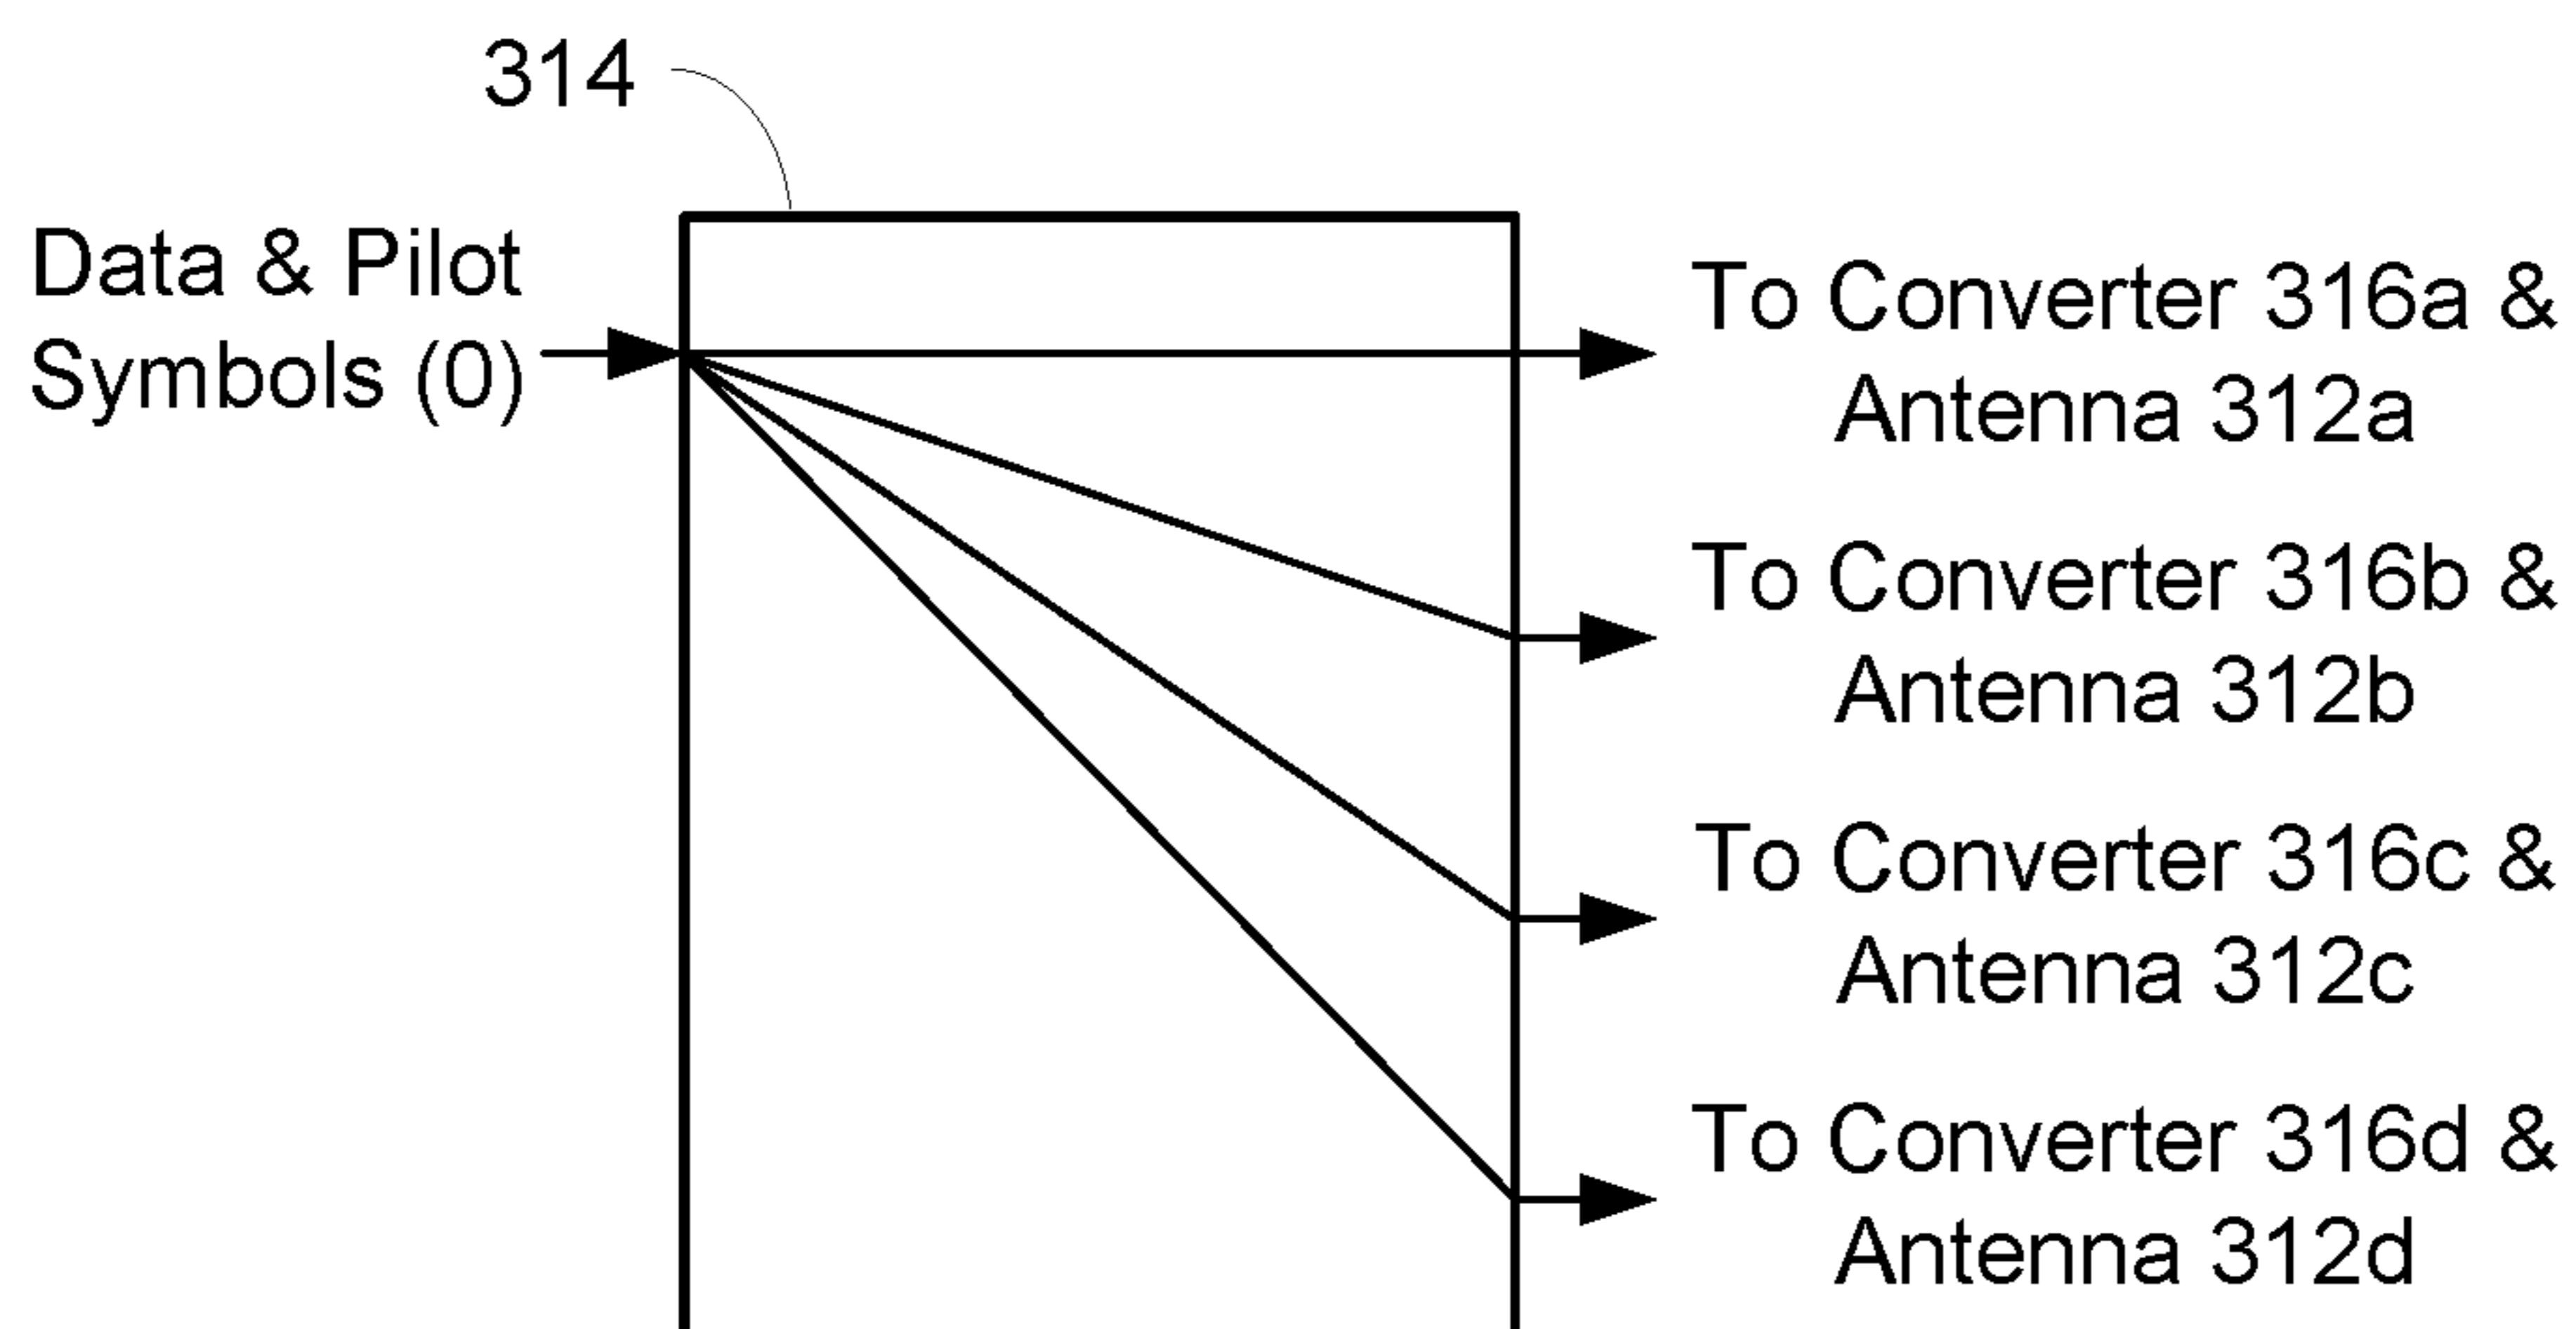 314
Data & Pilot
Symbols (0)
To Converter 316a &
Antenna 312a
To Converter 316b &
Antenna 312b
To Converter 316c &
Antenna 312c
To Converter 316d &
Antenna 312d